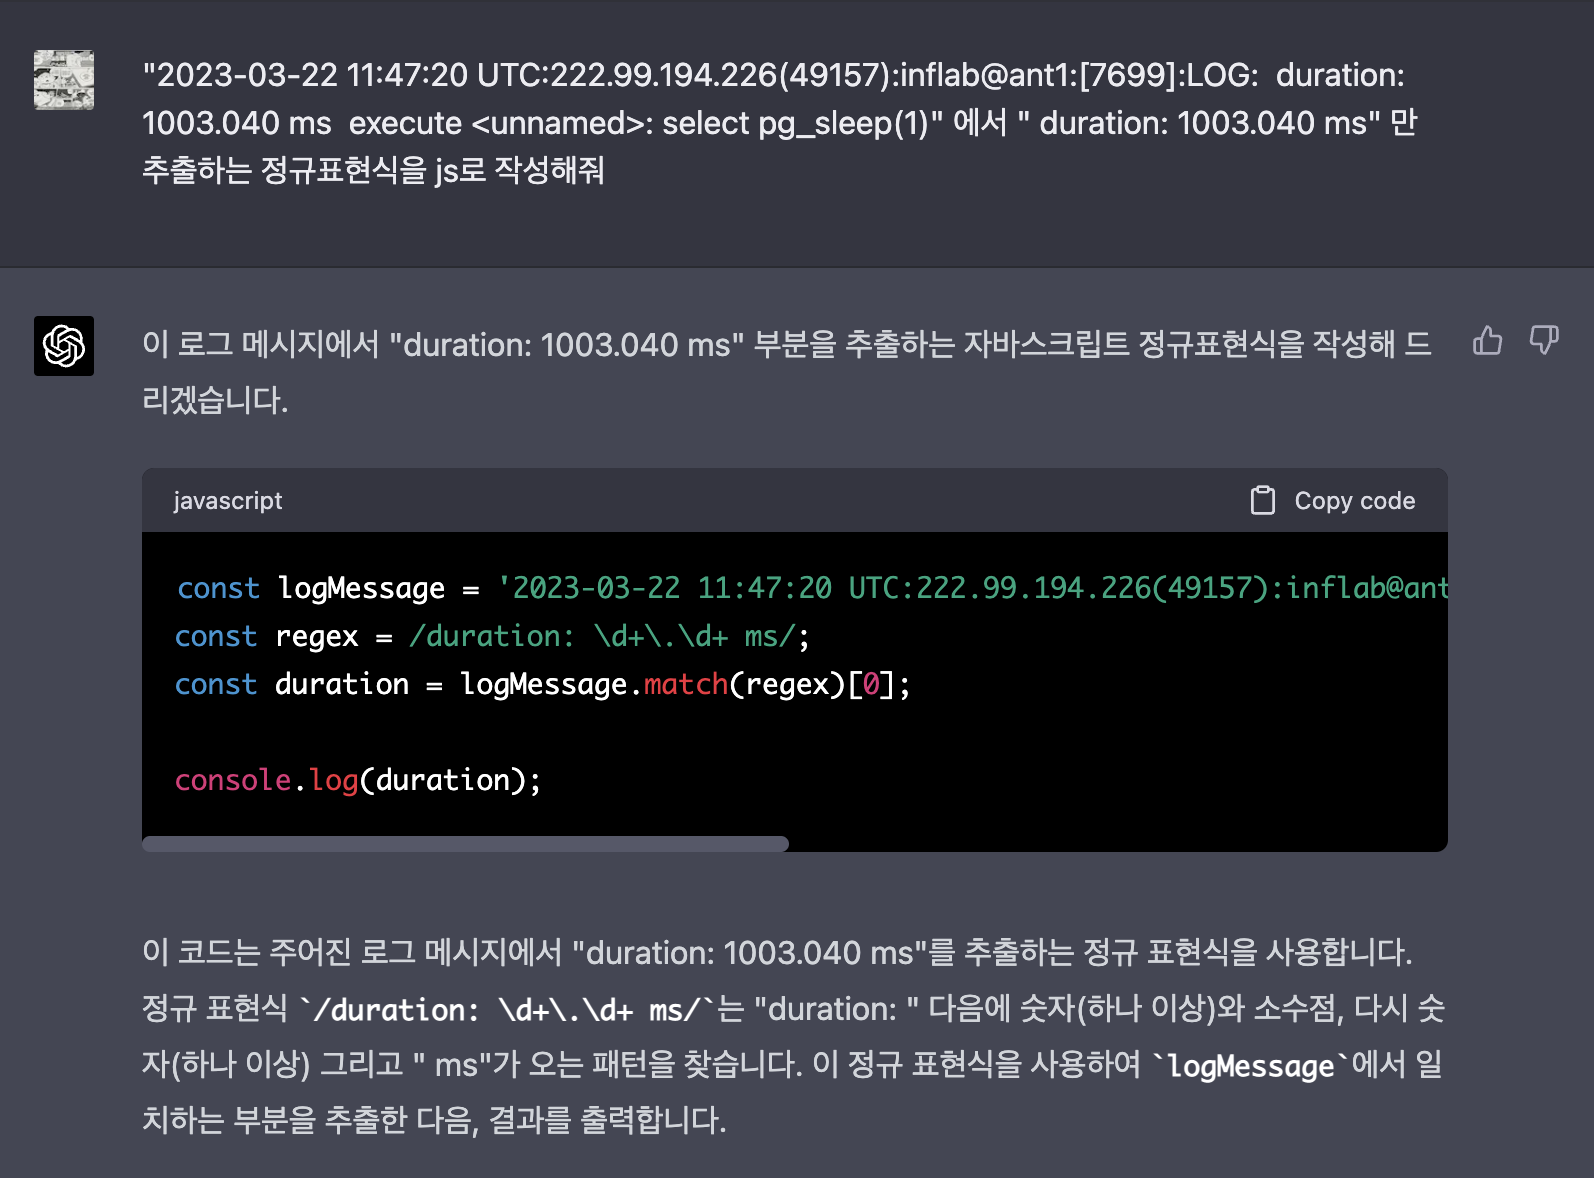 "2023-03-22 11:47:20 UTC:222.99.194.226(49157):inflab@ant1:[7699]:LOG:  duration:
1003.040 ms  execute <unnamed>: select pg_sleep(1)" 에서 " duration: 1003.040 ms" 만
추출하는 정규표현식을 js로 작성해줘
이 로그 메시지에서 "duration: 1003.040 ms" 부분을 추출하는 자바스크립트 정규표현식을 작성해 드
리겠습니다.
javascript
Copy code
const logMessage = '2023-03-22 11:47:20 UTC:222.99.194.226(49157):inflab@ant
const regex = /duration: \d+\.\d+ ms/;
const duration = logMessage.match(regex)[0];
console.log(duration);
이 코드는 주어진 로그 메시지에서 "duration: 1003.040 ms"를 추출하는 정규 표현식을 사용합니다.
정규 표현식 `/duration: \d+\.\d+ ms/`는 "duration: " 다음에 숫자(하나 이상)와 소수점, 다시 숫
자(하나 이상) 그리고 " ms"가 오는 패턴을 찾습니다. 이 정규 표현식을 사용하여 `logMessage`에서 일
치하는 부분을 추출한 다음, 결과를 출력합니다.